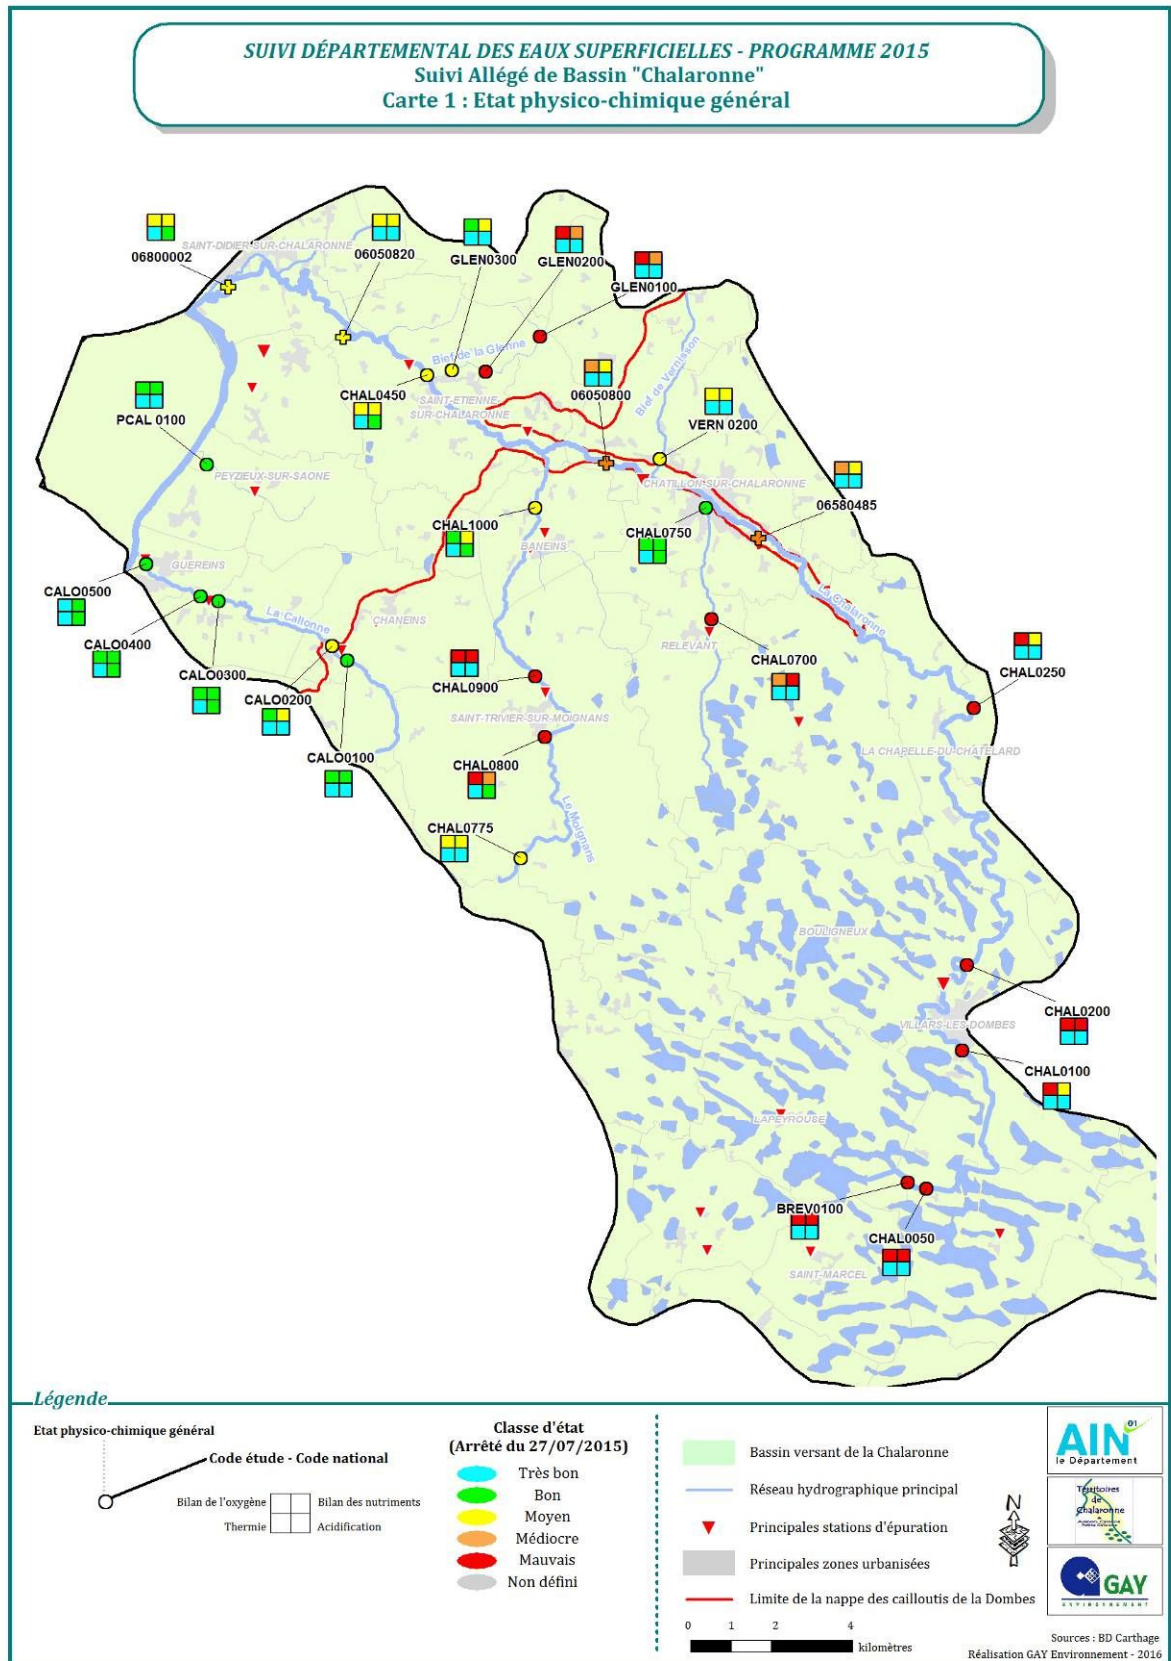 SUIVI DÉPARTEMENTAL DES EAUX SUPERFICIELLES - PROGRAMME 2015
Suivi Allégé de Bassin "Chalaronne"
Carte 1 : Etat physico-chimique général
SAINT-DIDIER-SUR-CHALARONNE
06800002
06050820
GLEN0300
GLEN0200
GLEN0100
Bief de la Glenne
Bief de Vernisson
CHAL0450
SAINT-ETIENNE
-SUR-CHALARONNE
06050800
VERN 0200
PCAL 0100
PEYZIEUX-SUR-SAONE
CHATILLON-SUR-CHALARONNE
06580485
CHAL1000
BANEINS
CHAL0750
GUEREINS
CALO0500
CALO0400
La Callonne
CHANEINS
La Chalaronne
RELEVANT
CHAL0700
CHAL0250
CALO0300
CALO0200
CHAL0900
SAINT-TRIVIER-SUR-MOIGNANS
LA CHAPELLE-DU-CHATELARD
CALO0100
CHAL0800
Le Moignans
CHAL0775
BOULIGNEUX
CHAL0200
VILLARS-LES-DOMBES
CHAL0100
LAPEYROUSE
BREV0100
CHAL0050
SAINT-MARCEL
Légende
Etat physico-chimique général
Code étude - Code national
Bilan de l'oxygène
Bilan des nutriments
Thermie
Acidification
Classe d'état
(Arrêté du 27/07/2015)
Très bon
Bon
Moyen
Médiocre
Mauvais
Non défini
Bassin versant de la Chalaronne
Réseau hydrographique principal
Principales stations d'épuration
Principales zones urbanisées
Limite de la nappe des cailloutis de la Dombes
0 1 2 4
kilomètres
N
AIN 01
le Département
Territoires
de
Chalaronne
GAY
ENVIRONNEMENT
Sources : BD Carthage
Réalisation GAY Environnement - 2016